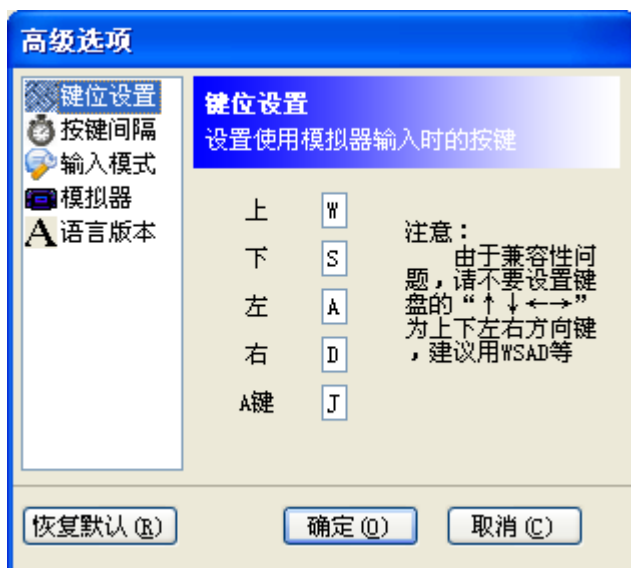 高级选项
键位设置
按键间隔
输入模式
模拟器
语言版本
键位设置
设置使用模拟器输入时的按键
上 W
下 S
左 A
右 D
A键 J
注意：
由于兼容性问
题，请不要设置键
盘的“↑↓←→”
为上下左右方向键
，建议用WSAD等
恢复默认(R)
确定(O)
取消(C)